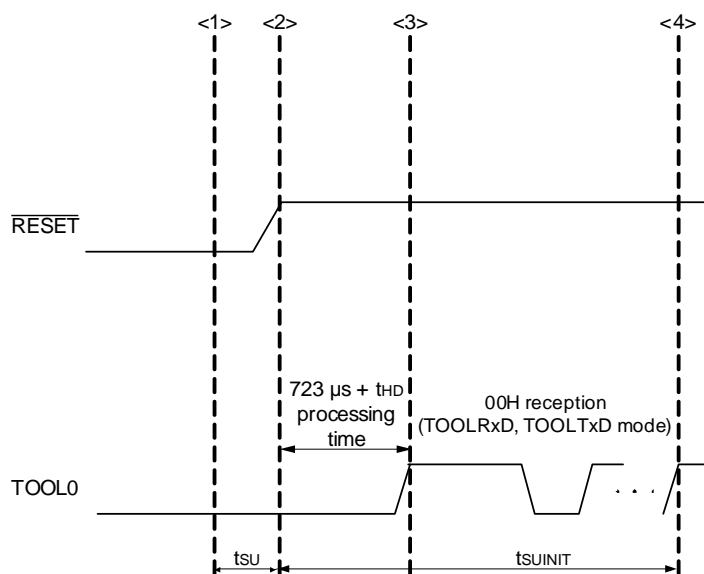 <1> <2> <3> <4>
RESET
723 µs + tHD
processing
time
00H reception
(TOOLRxD, TOOLTxD mode)
TOOL0
. . .
tSU tSUINIT